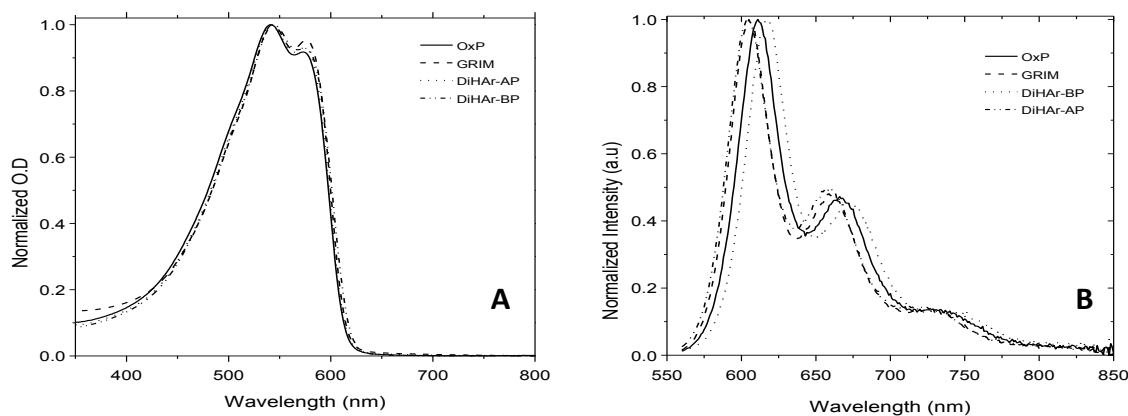 1.0
0.8
0.6
0.4
0.2
0.0
Normalized O.D
OxP
GRIM
DiHAr-AP
DiHAr-BP
A
400 500 600 700 800
Wavelength (nm)
1.0
0.8
0.6
0.4
0.2
0.0
Normalized Intensity (a.u)
OxP
GRIM
DiHAr-BP
DiHAr-AP
B
550 600 650 700 750 800 850
Wavelength (nm)